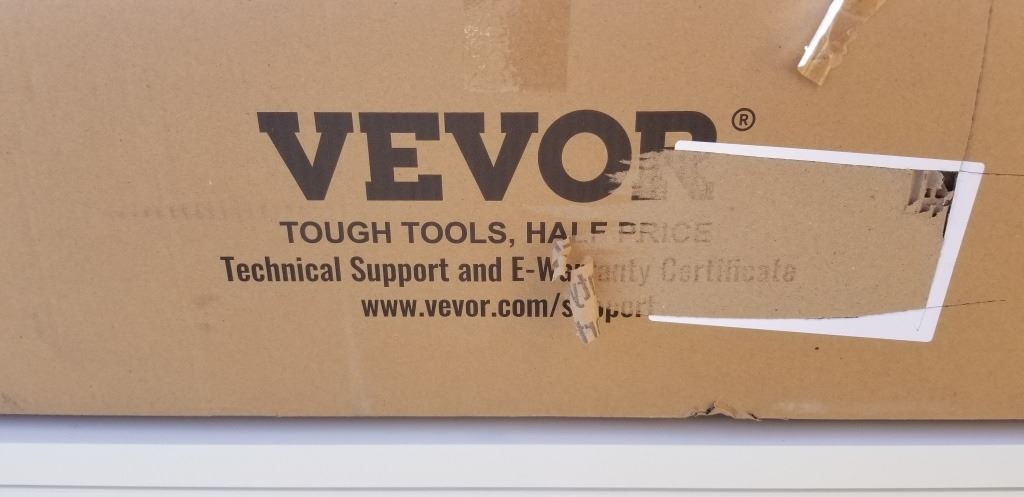 VEVOR®
TOUGH TOOLS, HALF PRICE
Technical Support and E-Warranty Certificate
www.vevor.com/support